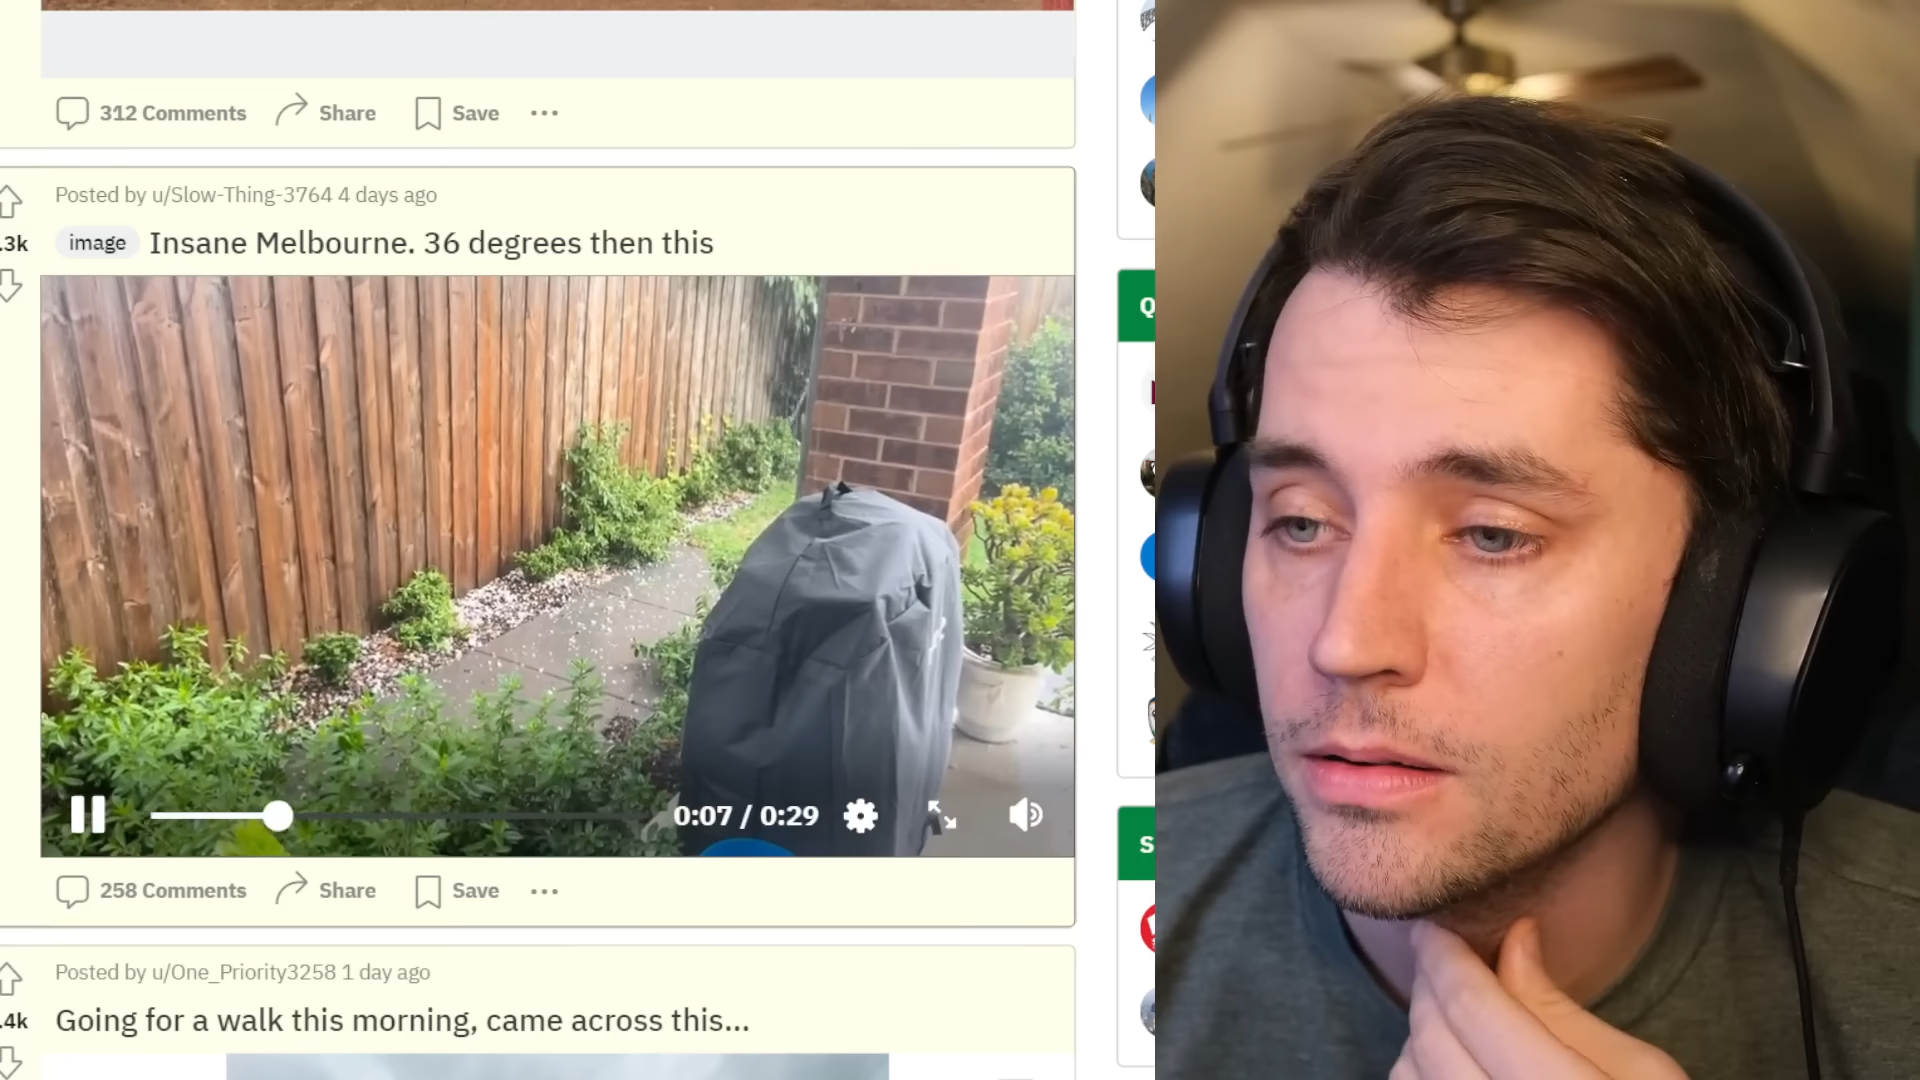 312 Comments Share Save
Posted by u/Slow-Thing-3764 4 days ago
.3k
image Insane Melbourne. 36 degrees then this
Q
0:07 / 0:29
S
258 Comments Share Save
Posted by u/One_Priority3258 1 day ago
.4k
Going for a walk this morning, came across this...